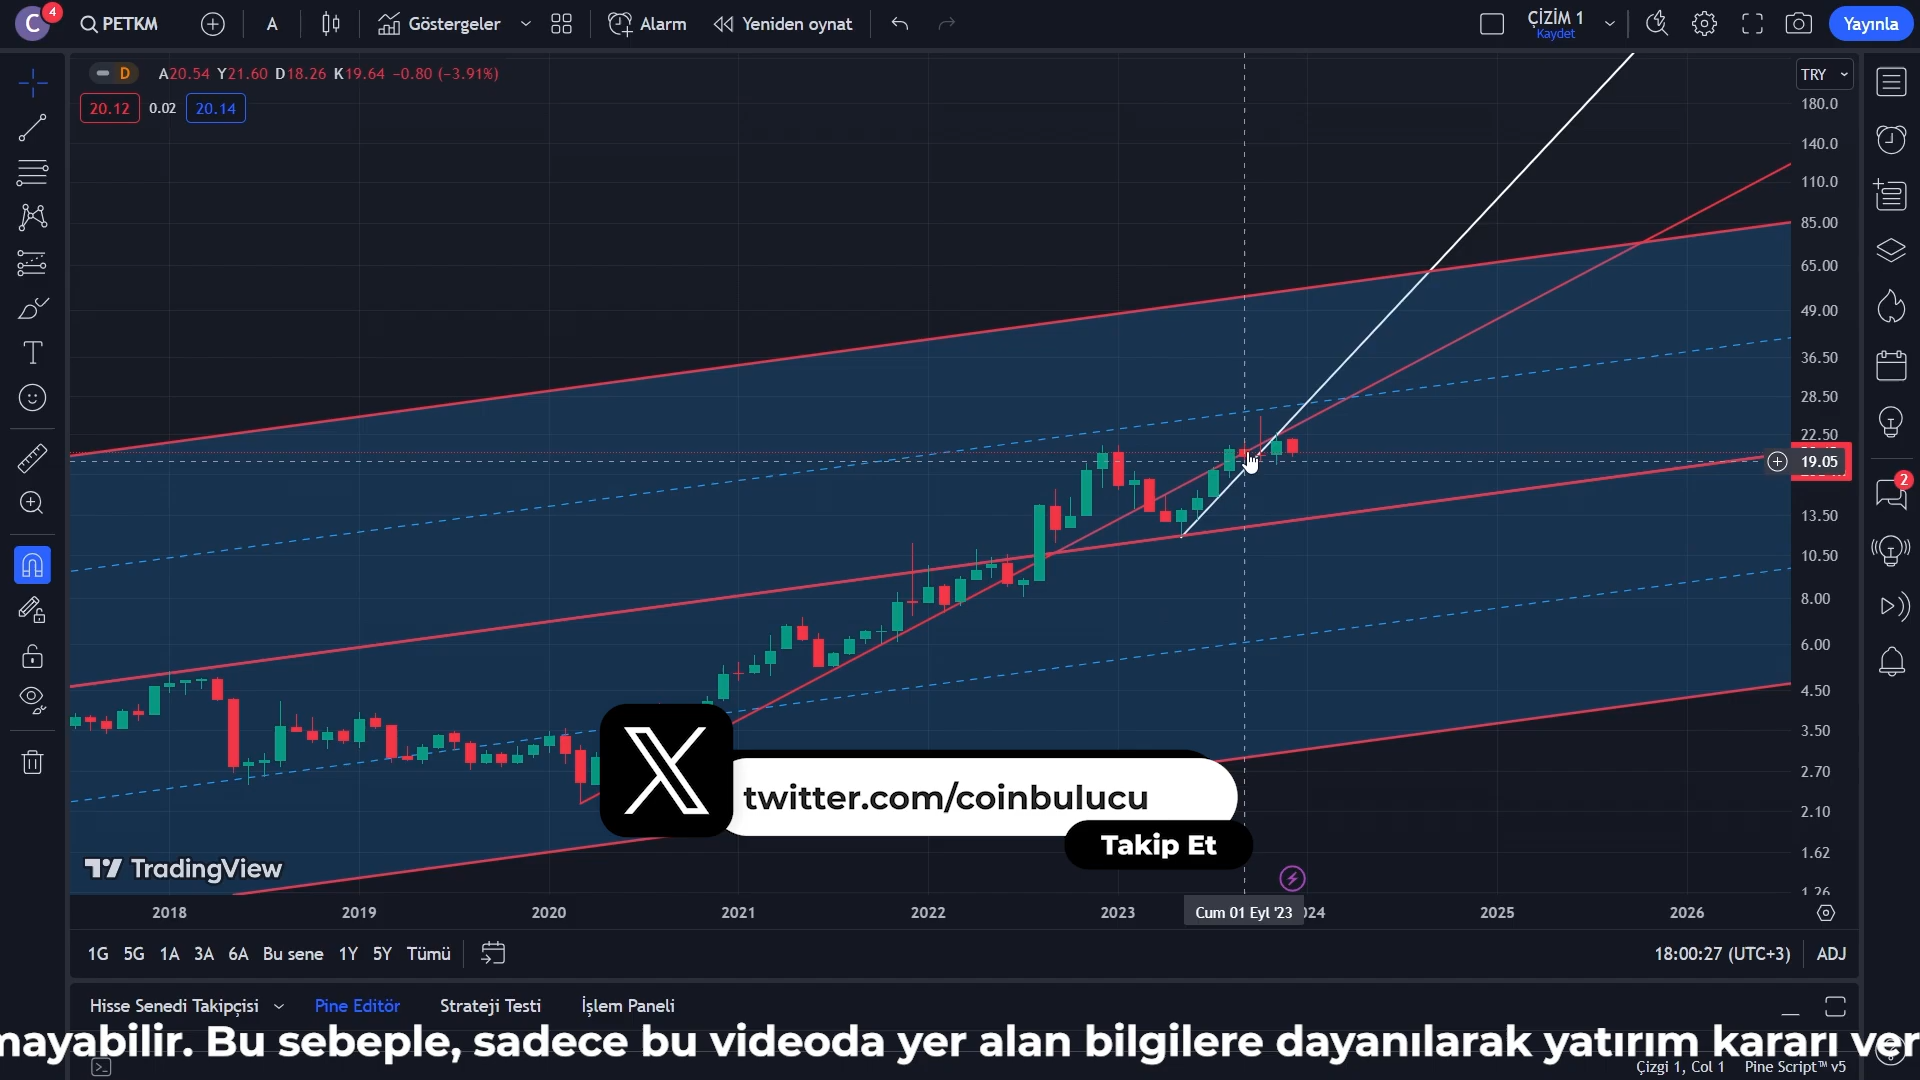 C 4 PETKM A Göstergeler Alarm Yeniden oynat ÇİZİM 1 Kaydet Yayınla
D A20.54 Y21.60 D18.26 K19.64 −0.80 (−3.91%)
20.12 0.02 20.14
TRY
180.0
140.0
110.0
85.00
65.00
49.00
36.50
28.50
22.50
19.05
13.50
10.50
8.00
6.00
4.50
3.50
2.70
2.10
1.62
1.26
2
twitter.com/coinbulucu
Takip Et
TradingView
2018 2019 2020 2021 2022 2023 Cum 01 Eyl '23 024 2025 2026
1G 5G 1A 3A 6A Bu sene 1Y 5Y Tümü 18:00:27 (UTC+3) ADJ
Hisse Senedi Takipçisi Pine Editör Strateji Testi İşlem Paneli
mayabilir. Bu sebeple, sadece bu videoda yer alan bilgilere dayanılarak yatırım kararı ver
Çizgi 1, Col 1 Pine Script™ v5